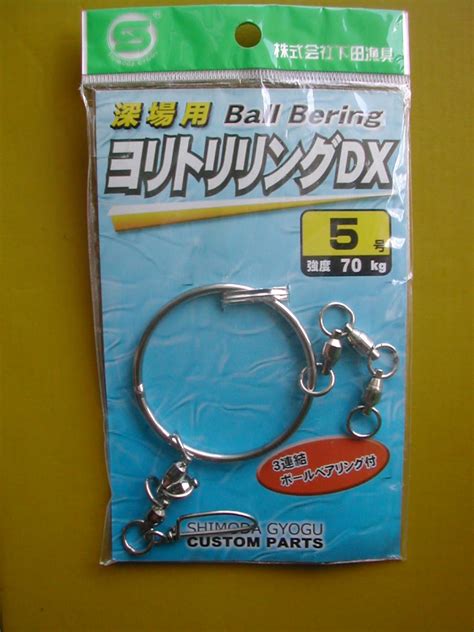 株式会社下田漁具
深場用 Ball Bering
ヨリトリリングDX
5号
強度 70 kg
3連結
ボールベアリング付
SHIMODA GYOGU
CUSTOM PARTS